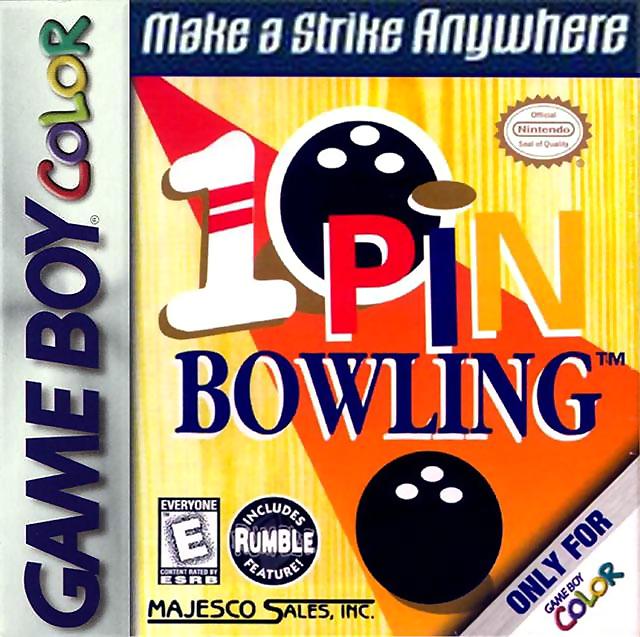 Make a Strike Anywhere
GAME BOY COLOR®
Official
Nintendo
Seal of Quality
®
10 PIN
BOWLING™
EVERYONE
E
CONTENT RATED BY
ESRB
INCLUDES
RUMBLE
FEATURE!
MAJESCO SALES, INC.
ONLY FOR
GAME BOY
COLOR